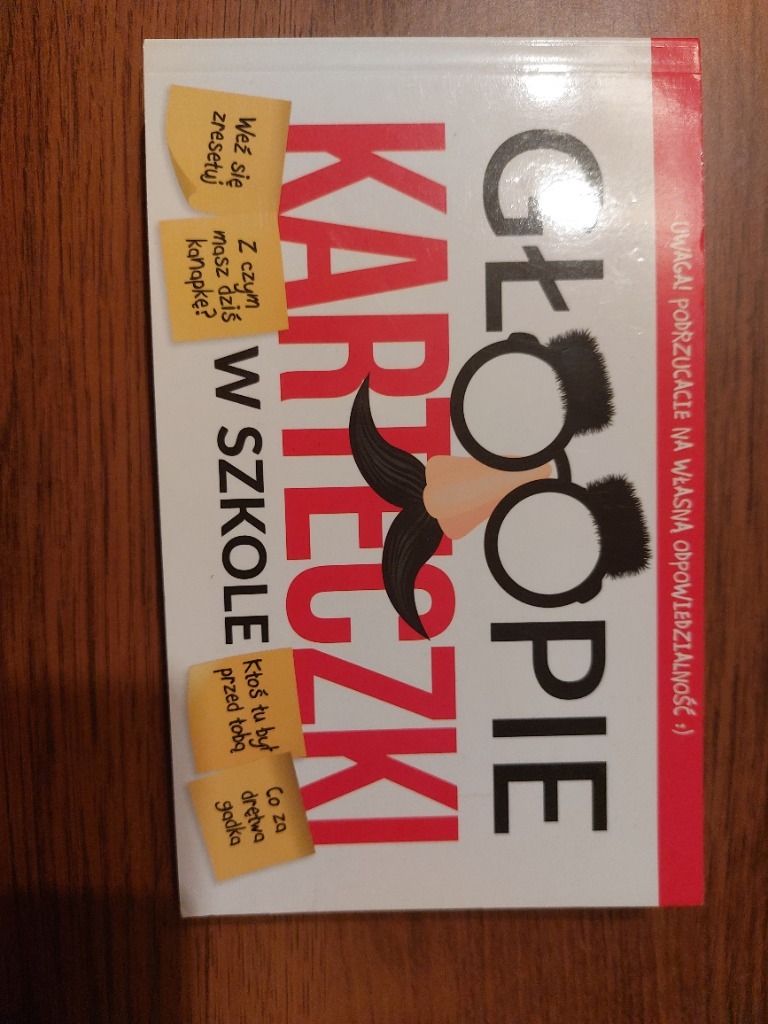 UWAGA! PODRZUCACIE NA WŁASNĄ ODPOWIEDZIALNOŚĆ ;)
GŁOOPIE
KARTECZKI
W SZKOLE
Weź się
zresetuj
Z czym
masz dziś
kanapkę?
Ktoś tu był
przed tobą
Co za
drętwa
gadka